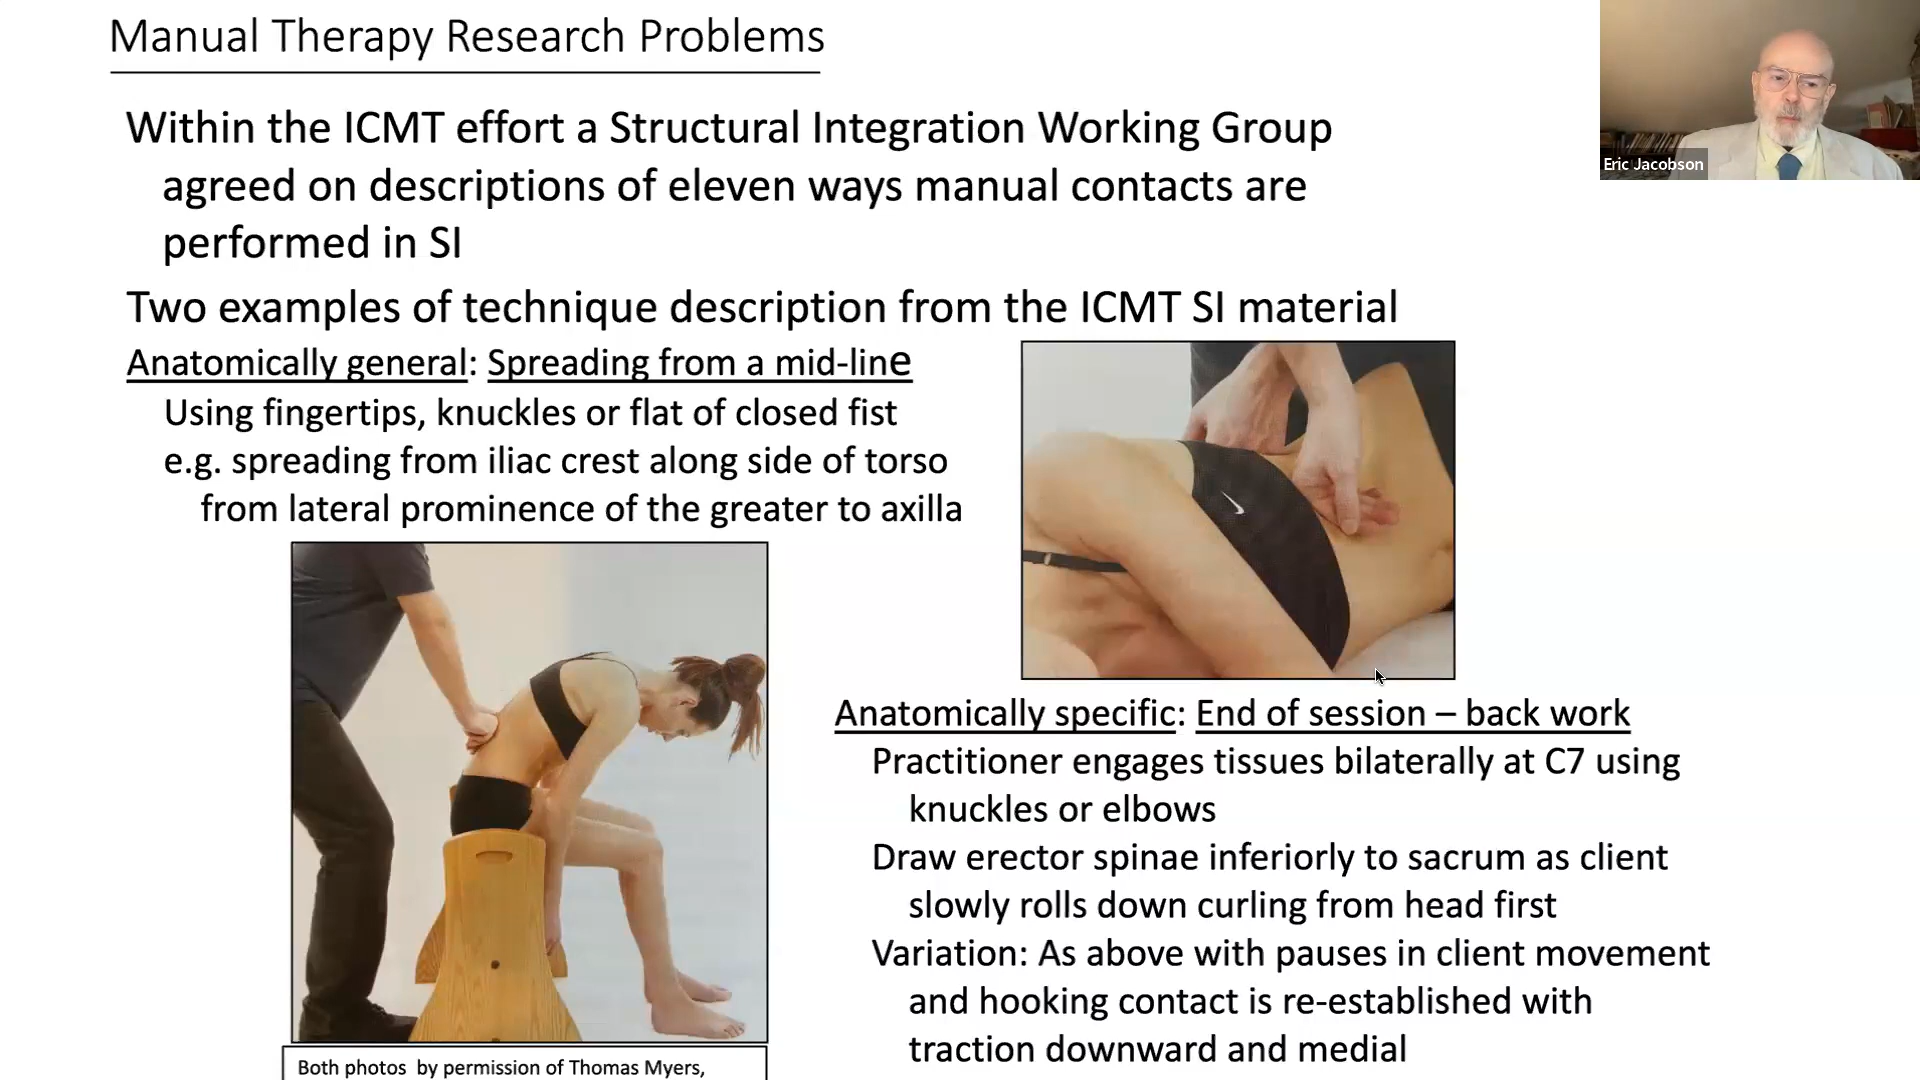 Manual Therapy Research Problems
Within the ICMT effort a Structural Integration Working Group
agreed on descriptions of eleven ways manual contacts are
performed in SI
Two examples of technique description from the ICMT SI material
Anatomically general: Spreading from a mid-line
Using fingertips, knuckles or flat of closed fist
e.g. spreading from iliac crest along side of torso
from lateral prominence of the greater to axilla
Both photos by permission of Thomas Myers,
Anatomically specific: End of session – back work
Practitioner engages tissues bilaterally at C7 using
knuckles or elbows
Draw erector spinae inferiorly to sacrum as client
slowly rolls down curling from head first
Variation: As above with pauses in client movement
and hooking contact is re-established with
traction downward and medial
Eric Jacobson